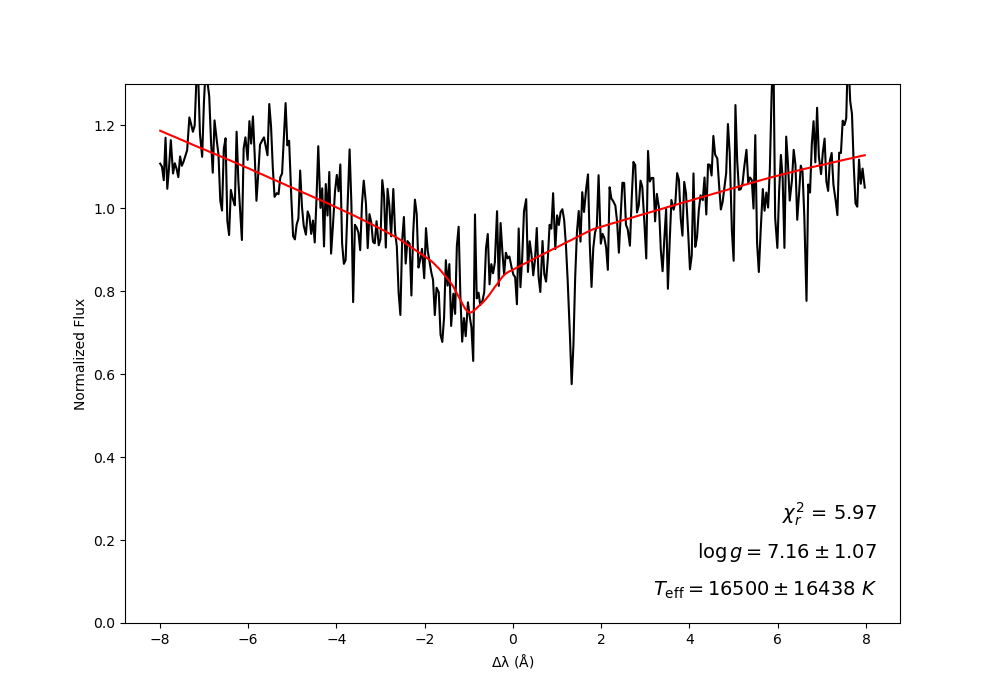 1.2
1.0
0.8
0.6
0.4
0.2
0.0
Normalized Flux
χ²ᵣ = 5.97
log g = 7.16 ± 1.07
T_eff = 16500 ± 16438 K
−8 −6 −4 −2 0 2 4 6 8
Δλ (Å)